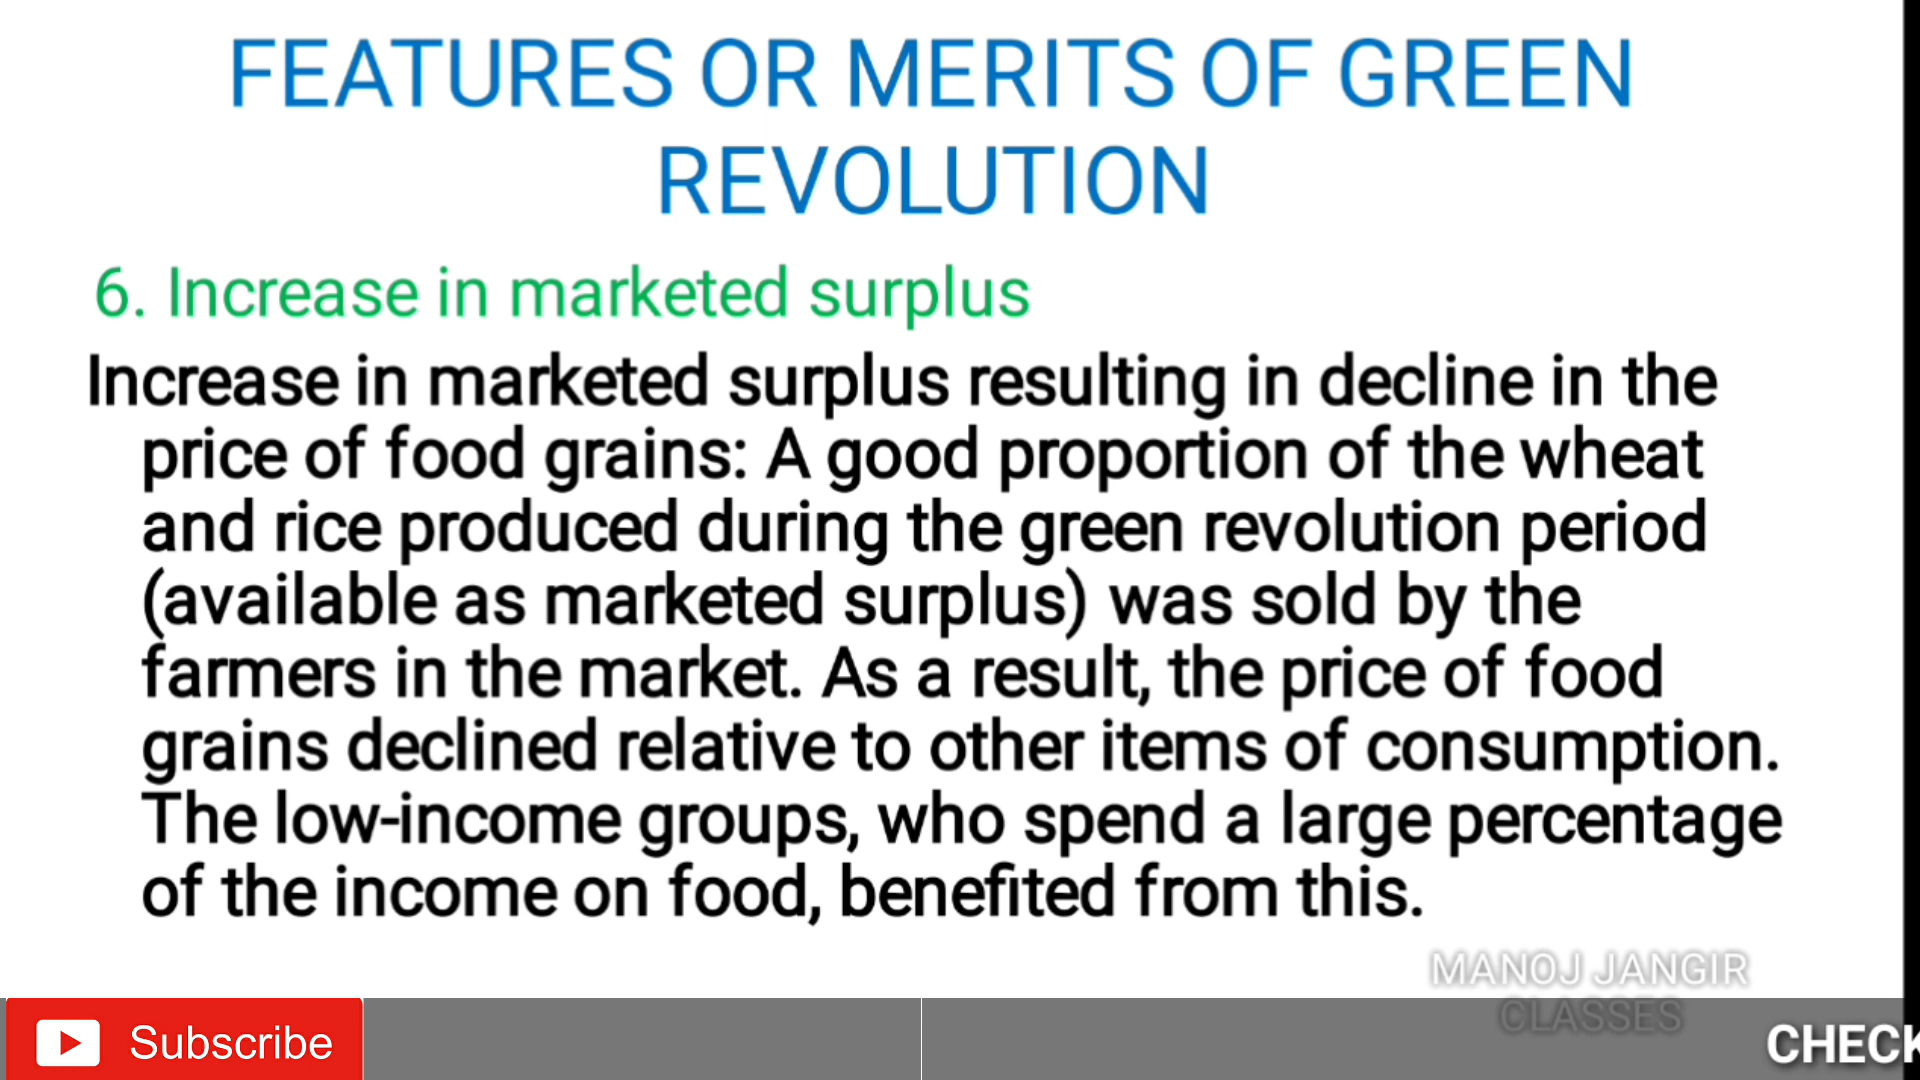 FEATURES OR MERITS OF GREEN
REVOLUTION
6. Increase in marketed surplus
Increase in marketed surplus resulting in decline in the
price of food grains: A good proportion of the wheat
and rice produced during the green revolution period
(available as marketed surplus) was sold by the
farmers in the market. As a result, the price of food
grains declined relative to other items of consumption.
The low-income groups, who spend a large percentage
of the income on food, benefited from this.
MANOJ JANGIR
CLASSES
Subscribe
CHECK